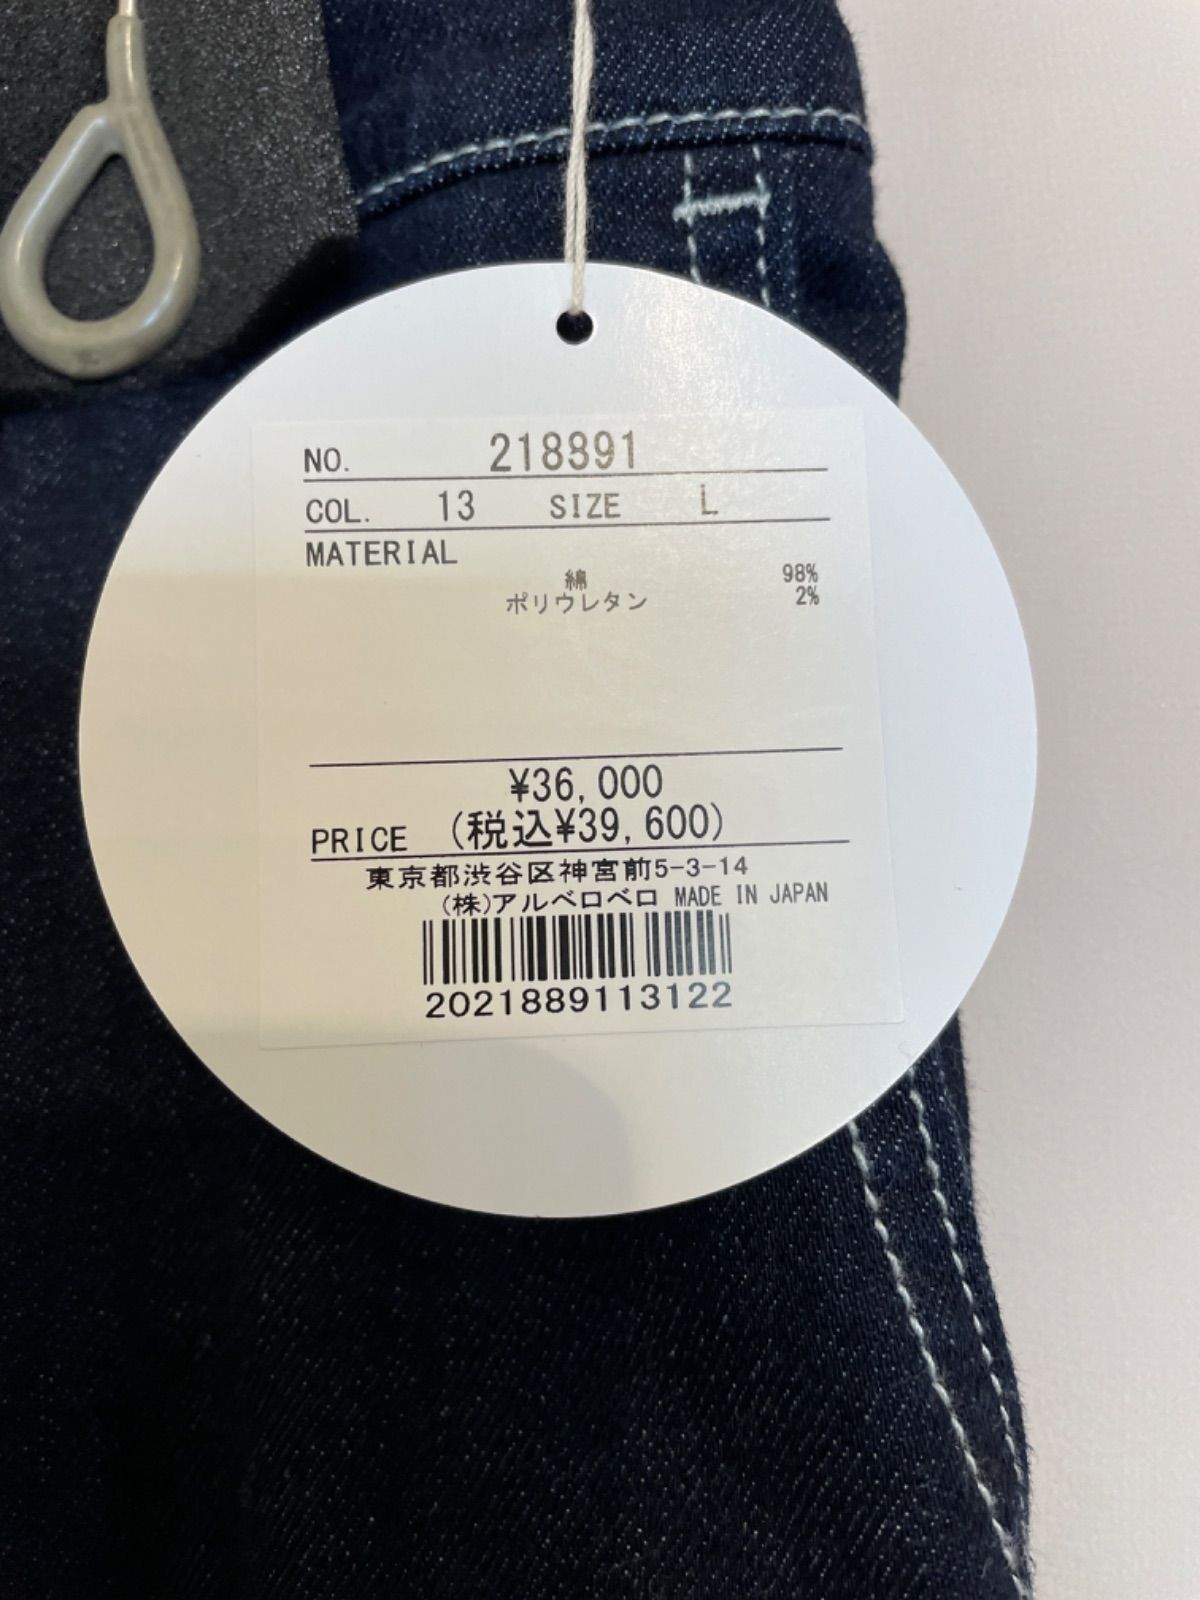 NO. 218891
COL. 13 SIZE L
MATERIAL
綿 98%
ポリウレタン 2%
¥36,000
PRICE (税込¥39,600)
東京都渋谷区神宮前5-3-14
(株)アルベロベロ MADE IN JAPAN
2021889113122